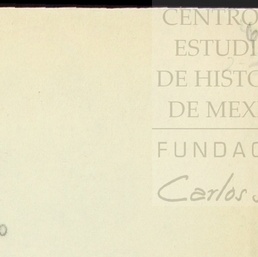 CENTRO
ESTUDI
DE HISTO
DE MEX
FUNDAC
Carlos S